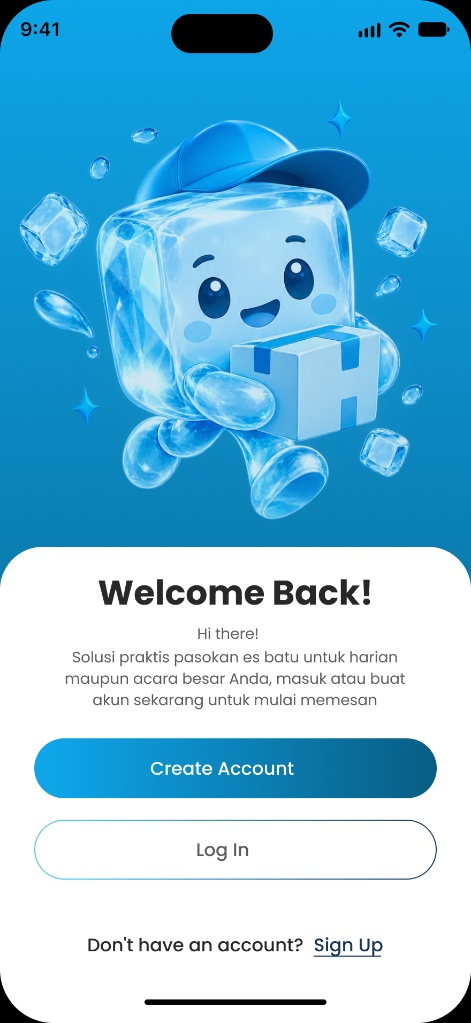 9:41
Welcome Back!
Hi there!
Solusi praktis pasokan es batu untuk harian
maupun acara besar Anda, masuk atau buat
akun sekarang untuk mulai memesan
Create Account
Log In
Don't have an account? Sign Up